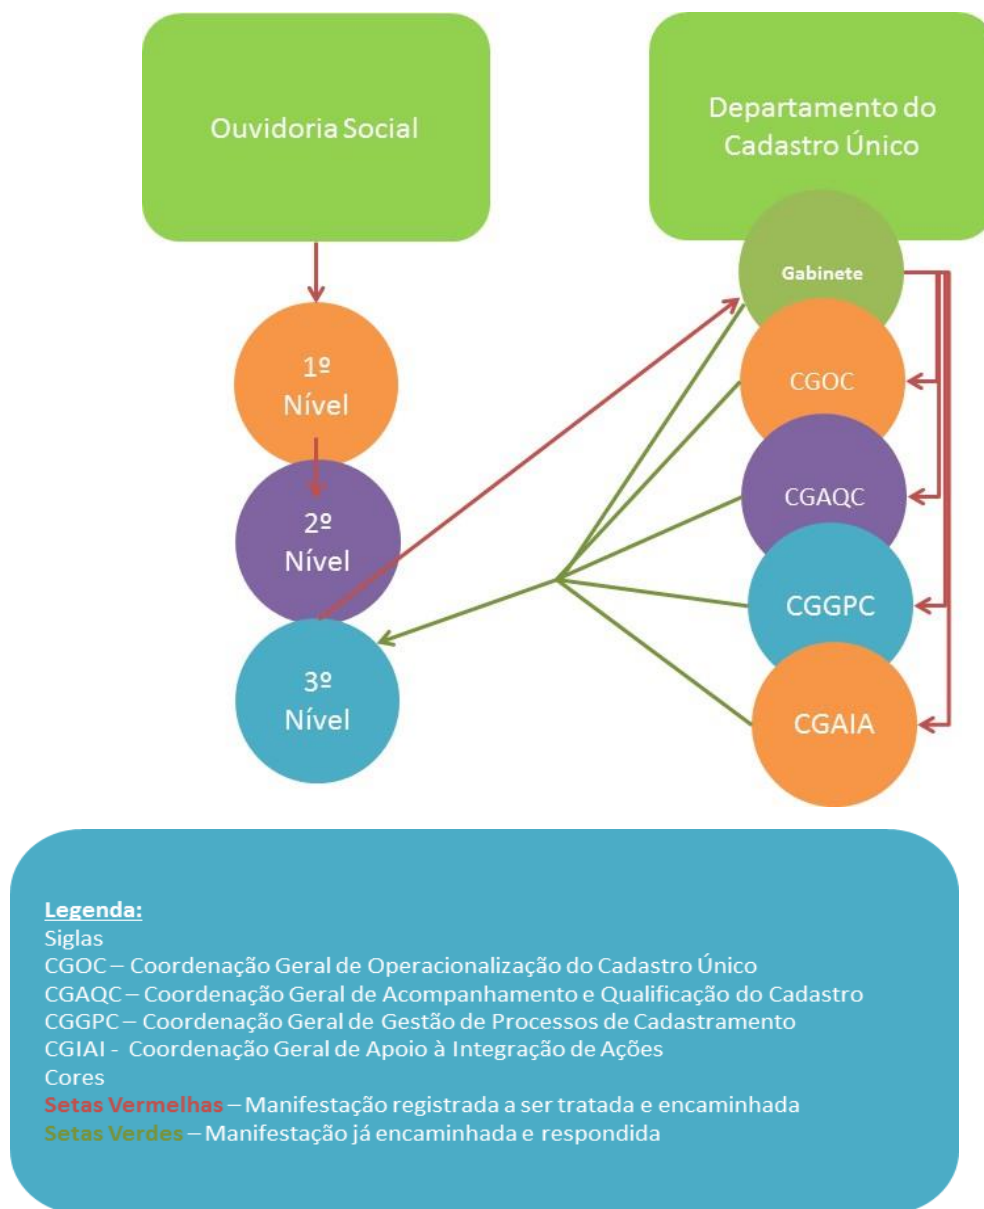 Ouvidoria Social
Departamento do
Cadastro Único
Gabinete
1º
Nível
CGOC
2º
Nível
CGAQC
CGGPC
3º
Nível
CGAIA
Legenda:
Siglas
CGOC – Coordenação Geral de Operacionalização do Cadastro Único
CGAQC – Coordenação Geral de Acompanhamento e Qualificação do Cadastro
CGGPC – Coordenação Geral de Gestão de Processos de Cadastramento
CGIAI - Coordenação Geral de Apoio à Integração de Ações
Cores
Setas Vermelhas – Manifestação registrada a ser tratada e encaminhada
Setas Verdes – Manifestação já encaminhada e respondida